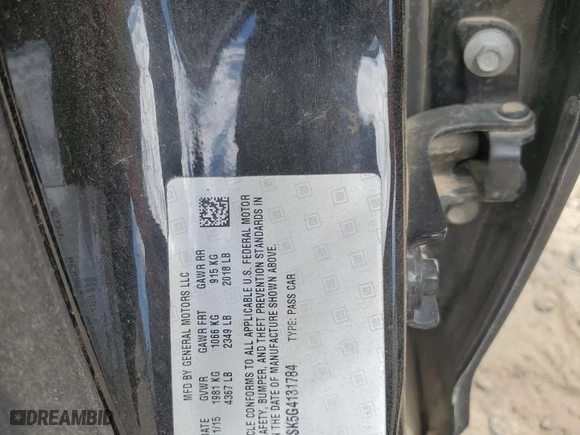 MFD BY GENERAL MOTORS LLC
DATE GVWR GAWR FRT GAWR RR
1/15 1981 KG 1066 KG 915 KG
4367 LB 2349 LB 2018 LB
CLE CONFORMS TO ALL APPLICABLE U.S. FEDERAL MOTOR
SAFETY, BUMPER, AND THEFT PREVENTION STANDARDS IN
ON THE DATE OF MANUFACTURE SHOWN ABOVE.
SK5G4131784 TYPE: PASS CAR
DREAMBID